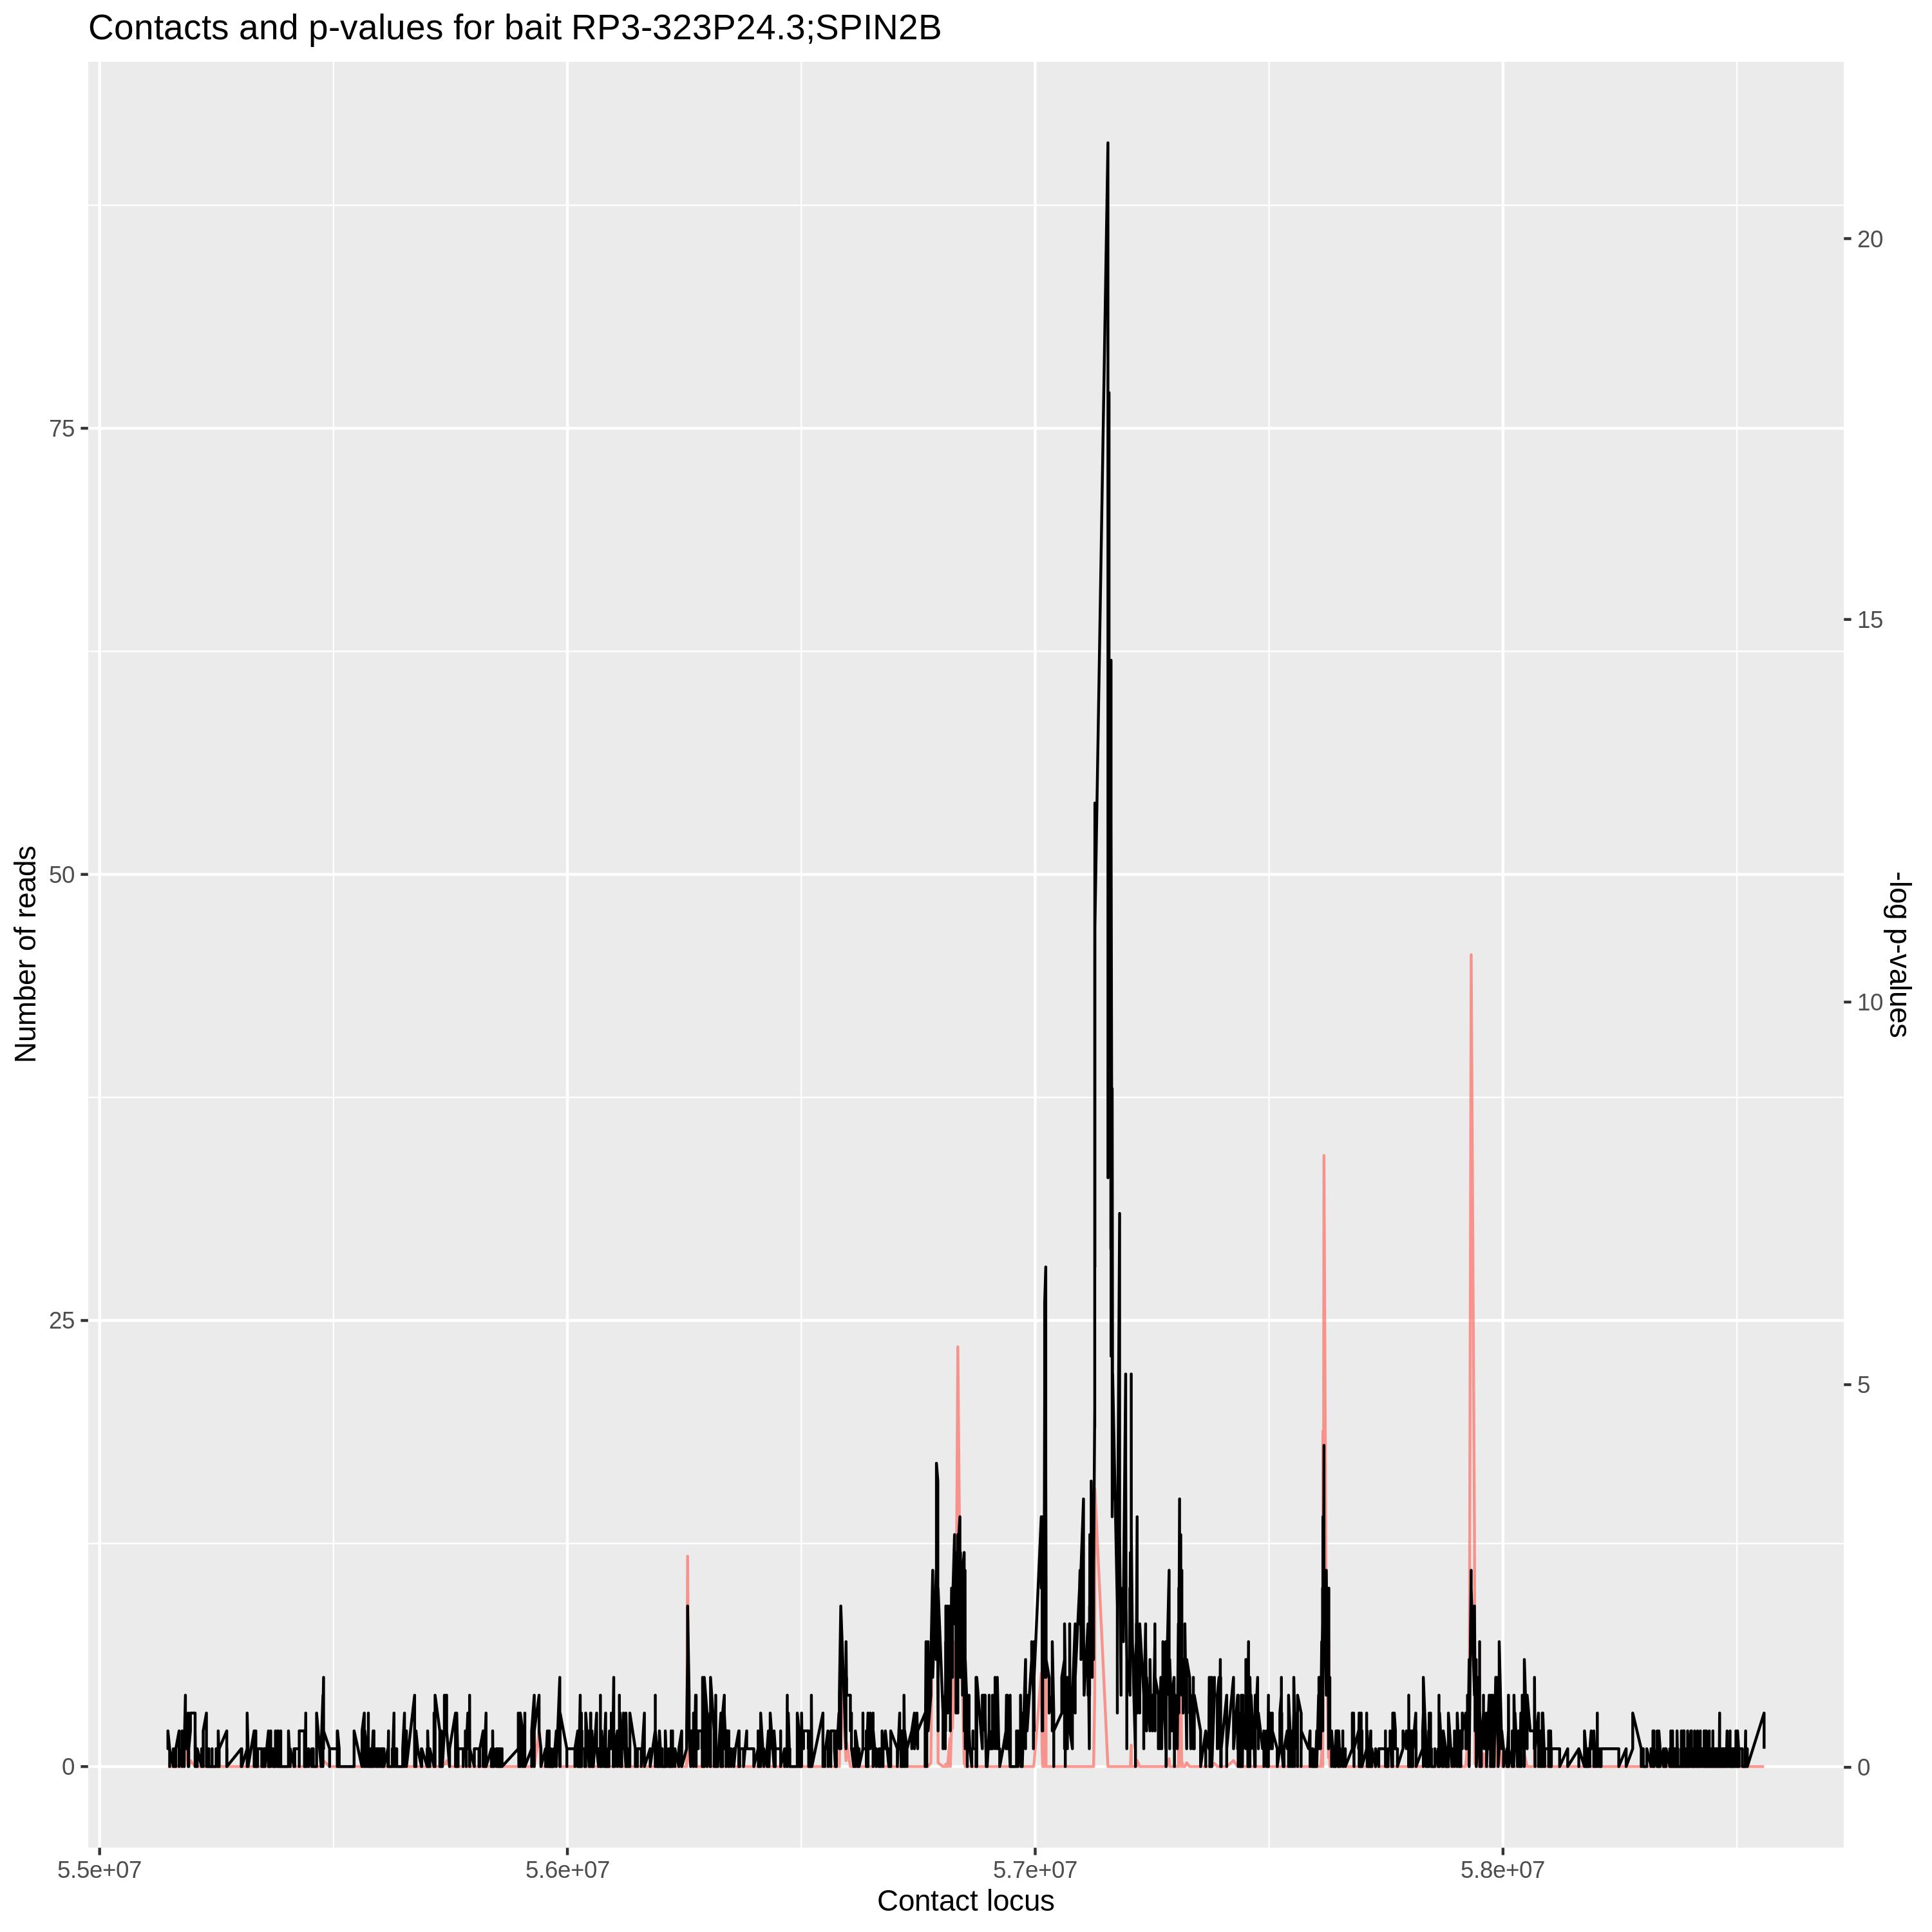 Contacts and p-values for bait RP3-323P24.3;SPIN2B
Number of reads
75
50
25
0
20
15
10
5
0
-log p-values
5.5e+07
5.6e+07
5.7e+07
5.8e+07
Contact locus